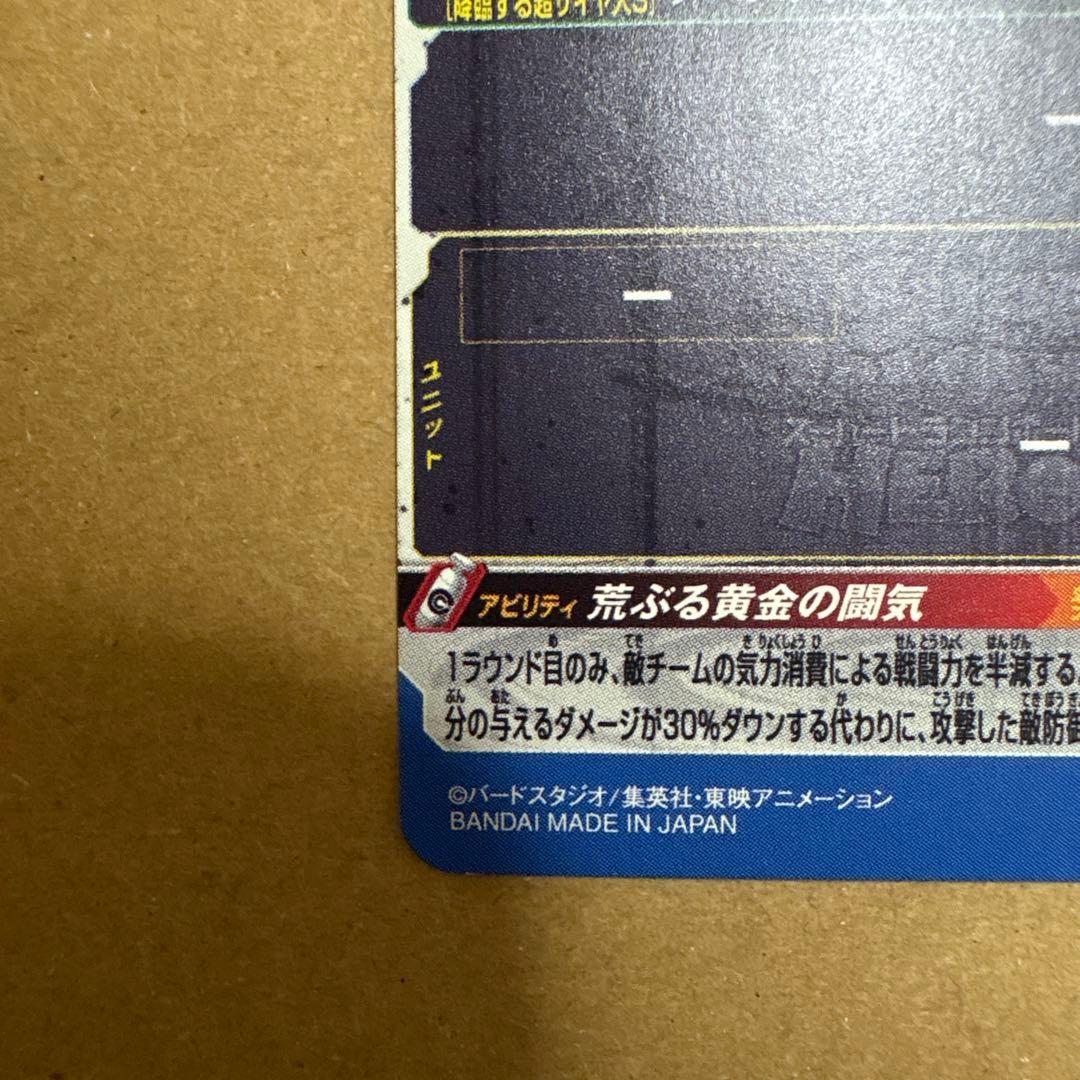 [降臨する超サイヤ人3]
ユニット
アビリティ 荒ぶる黄金の闘気
1ラウンド目のみ、敵チームの気力消費による戦闘力を半減する。
分の与えるダメージが30%ダウンする代わりに、攻撃した敵防御
©バードスタジオ/集英社・東映アニメーション
BANDAI MADE IN JAPAN